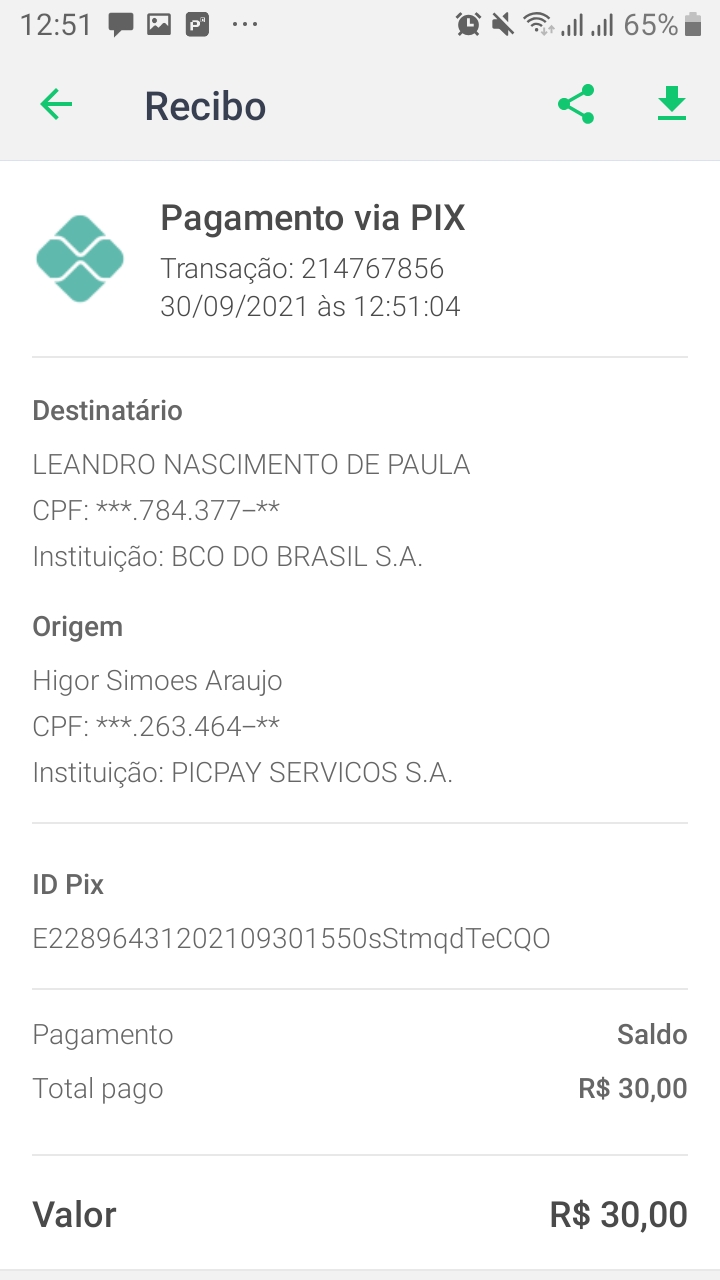 12:51
65%
Recibo
Pagamento via PIX
Transação: 214767856
30/09/2021 às 12:51:04
Destinatário
LEANDRO NASCIMENTO DE PAULA
CPF: ***.784.377–**
Instituição: BCO DO BRASIL S.A.
Origem
Higor Simoes Araujo
CPF: ***.263.464–**
Instituição: PICPAY SERVICOS S.A.
ID Pix
E22896431202109301550sStmqdTeCQO
Pagamento Saldo
Total pago R$ 30,00
Valor R$ 30,00